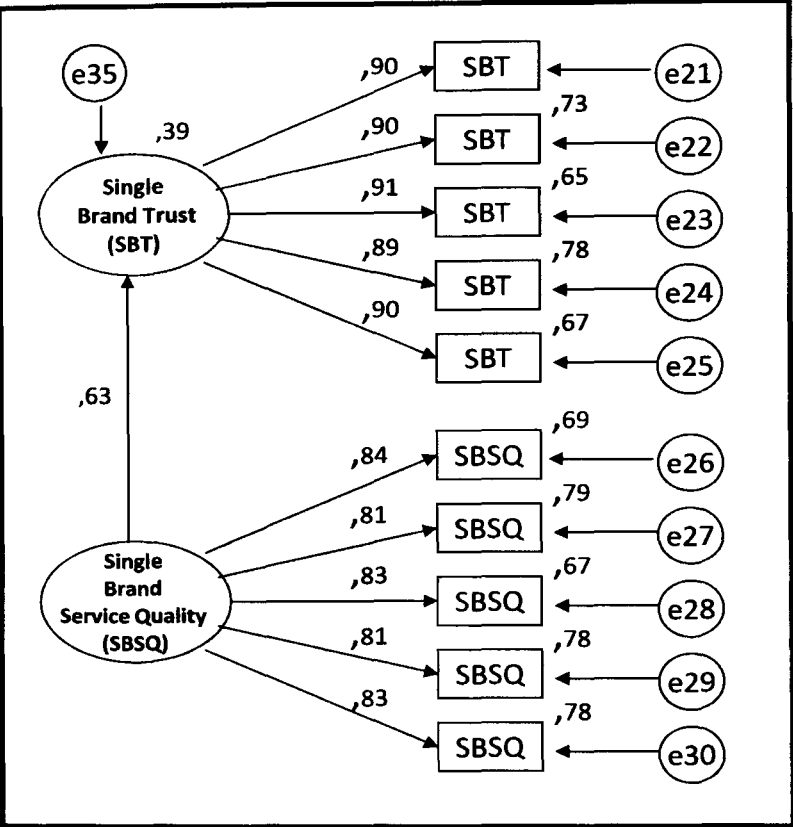 e35
,39
Single
Brand Trust
(SBT)
,90
SBT
e21
,90
SBT
,73
e22
,91
SBT
,65
e23
,89
SBT
,78
e24
,90
SBT
,67
e25
,63
Single
Brand
Service Quality
(SBSQ)
,84
SBSQ
,69
e26
,81
SBSQ
,79
e27
,83
SBSQ
,67
e28
,81
SBSQ
,78
e29
,83
SBSQ
,78
e30